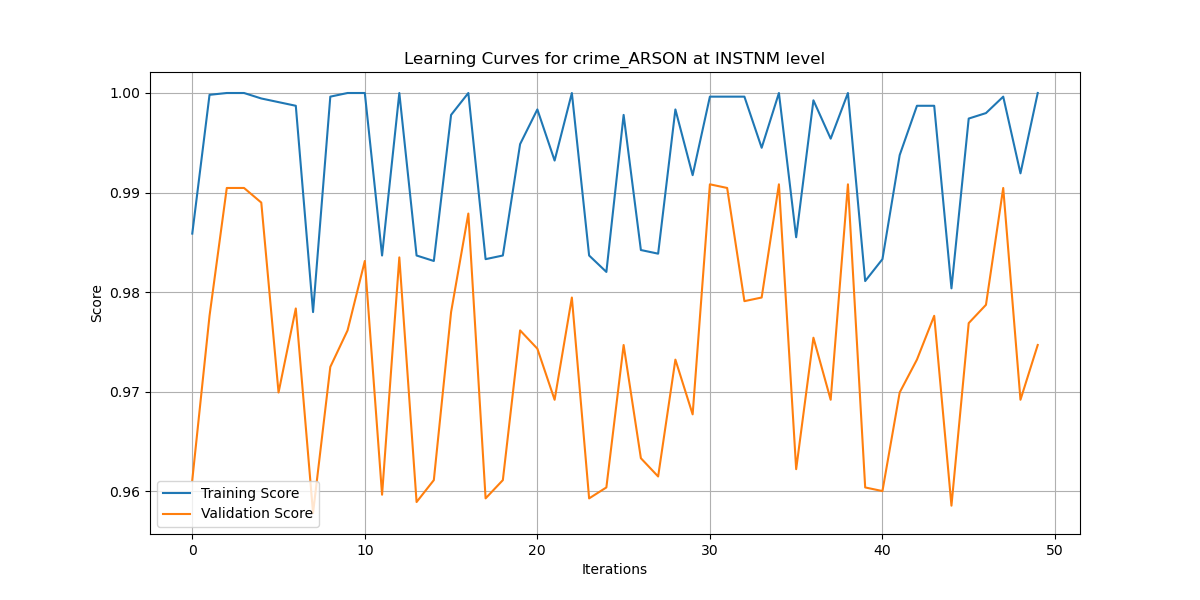 Learning Curves for crime_ARSON at INSTNM level
1.00
0.99
0.98
0.97
0.96
Score
Training Score
Validation Score
0 10 20 30 40 50
Iterations